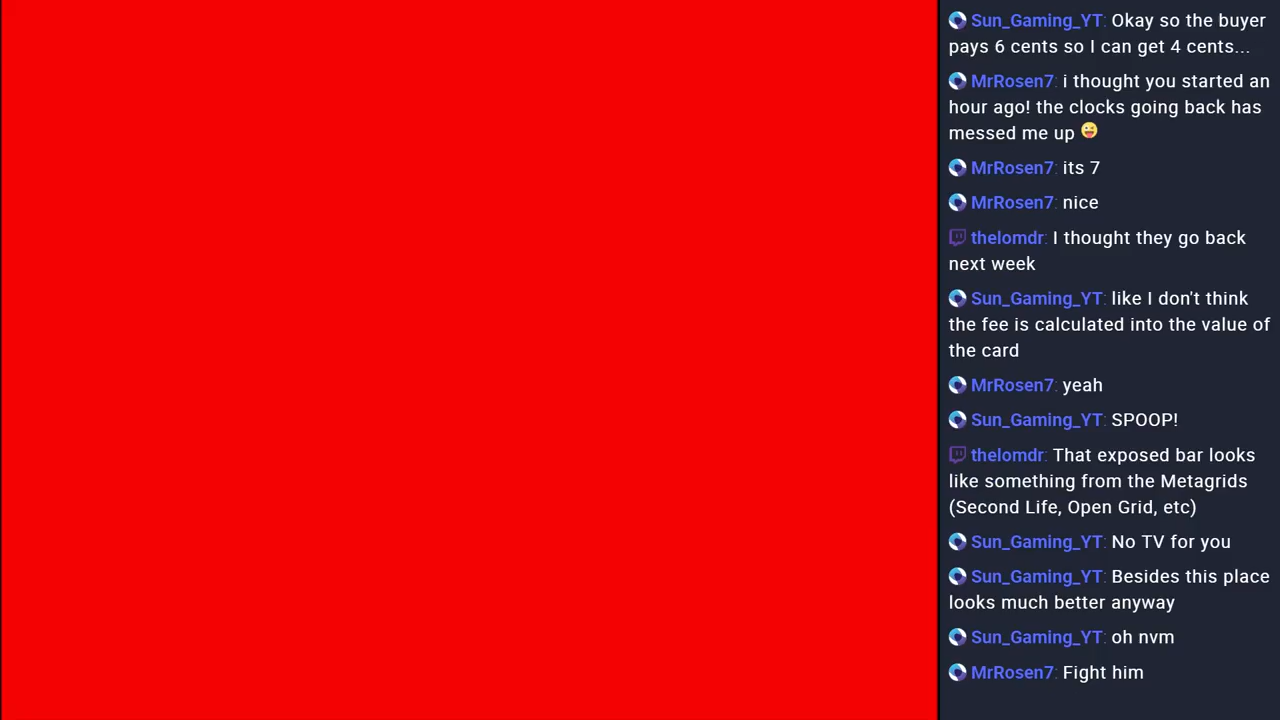 Sun_Gaming_YT: Okay so the buyer
pays 6 cents so I can get 4 cents...
MrRosen7: i thought you started an
hour ago! the clocks going back has
messed me up 😜
MrRosen7: its 7
MrRosen7: nice
thelomdr: I thought they go back
next week
Sun_Gaming_YT: like I don't think
the fee is calculated into the value of
the card
MrRosen7: yeah
Sun_Gaming_YT: SPOOP!
thelomdr: That exposed bar looks
like something from the Metagrids
(Second Life, Open Grid, etc)
Sun_Gaming_YT: No TV for you
Sun_Gaming_YT: Besides this place
looks much better anyway
Sun_Gaming_YT: oh nvm
MrRosen7: Fight him